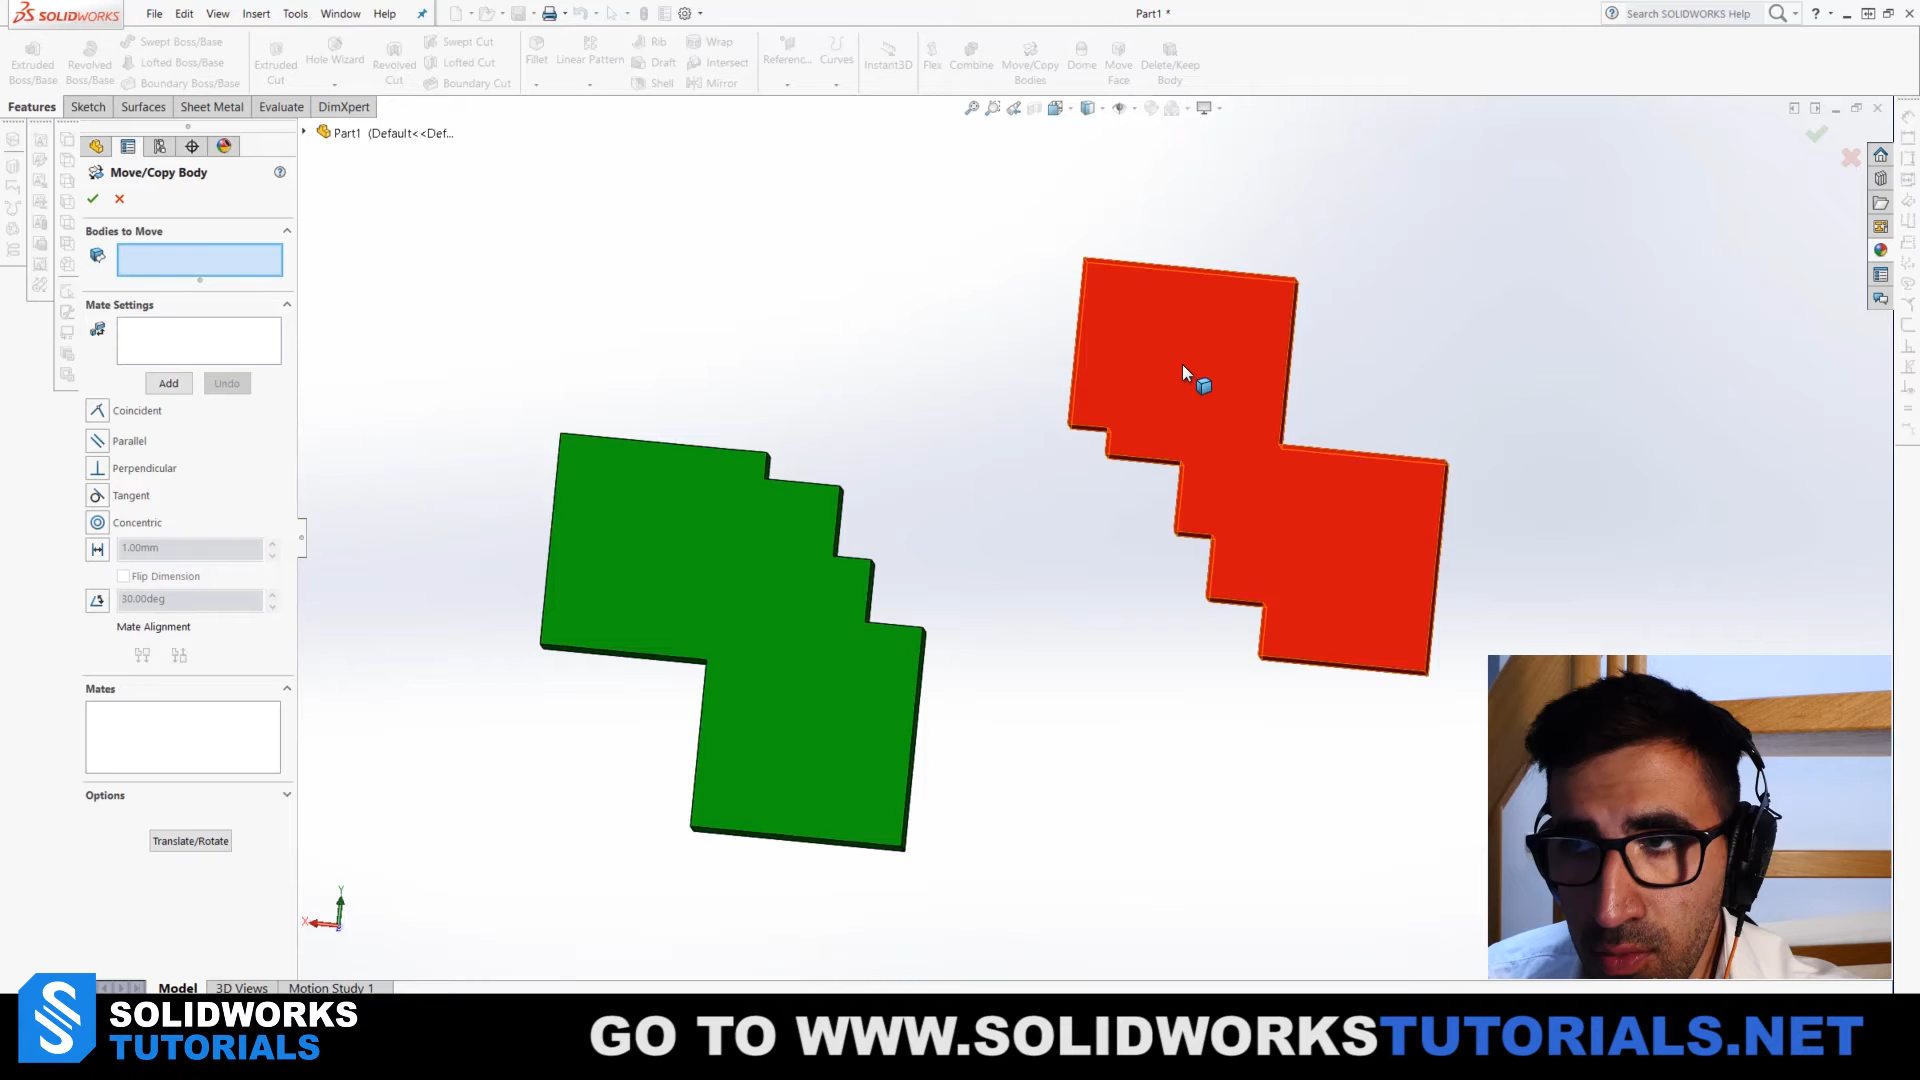 SOLIDWORKS
File Edit View Insert Tools Window Help
Part1 *
Search SOLIDWORKS Help
Extruded Boss/Base
Revolved Boss/Base
Swept Boss/Base
Lofted Boss/Base
Boundary Boss/Base
Extruded Cut
Hole Wizard
Revolved Cut
Swept Cut
Lofted Cut
Boundary Cut
Fillet
Linear Pattern
Rib
Draft
Shell
Wrap
Intersect
Mirror
Referenc...
Curves
Instant3D
Flex
Combine
Move/Copy Bodies
Dome
Move Face
Delete/Keep Body
Features Sketch Surfaces Sheet Metal Evaluate DimXpert
Part1 (Default<<Def...
Move/Copy Body
Bodies to Move
Mate Settings
Add Undo
Coincident
Parallel
Perpendicular
Tangent
Concentric
1.00mm
Flip Dimension
30.00deg
Mate Alignment
Mates
Options
Translate/Rotate
Y
X
Model 3D Views Motion Study 1
SOLIDWORKS
TUTORIALS
GO TO WWW.SOLIDWORKSTUTORIALS.NET